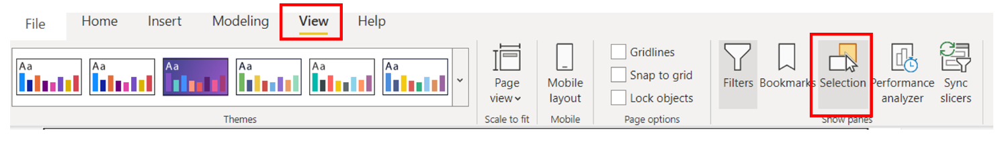 File
Home
Insert
Modeling
View
Help
Aa
Aa
Aa
Aa
Aa
Aa
Page
view
Mobile
layout
Gridlines
Snap to grid
Lock objects
Filters
Bookmarks
Selection
Performance
analyzer
Sync
slicers
Themes
Scale to fit
Mobile
Page options
Show panes